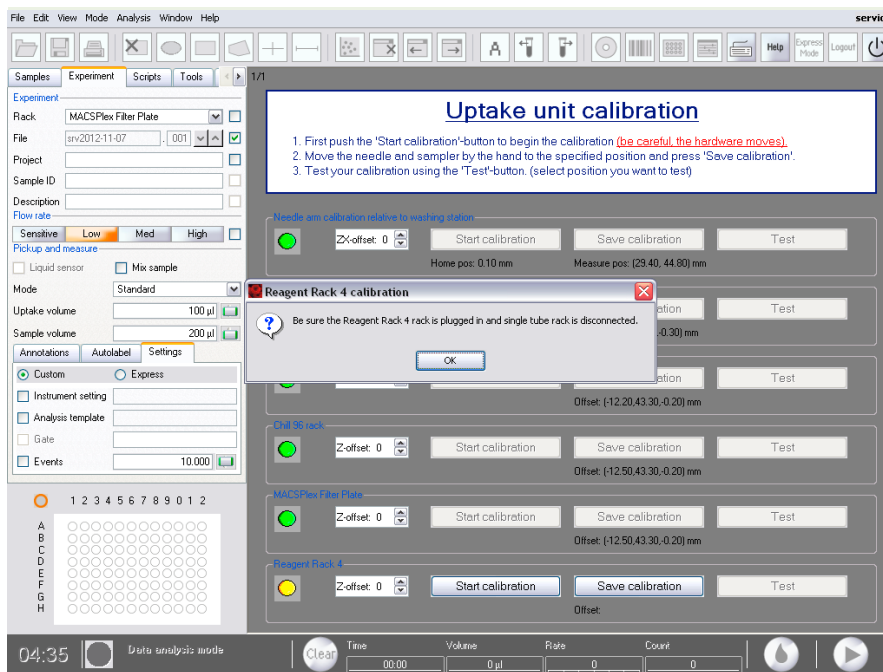 File Edit View Mode Analysis Window Help
servic
A
Help
Express Mode
Logout
Samples Experiment Scripts Tools
1/1
Experiment
Rack MACSPlex Filter Plate
File srv2012-11-07 . 001
Project
Sample ID
Description
Flow rate
Sensitive Low Med High
Pickup and measure
Liquid sensor Mix sample
Mode Standard
Uptake volume 100 µl
Sample volume 200 µl
Annotations Autolabel Settings
Custom Express
Instrument setting
Analysis template
Gate
Events 10.000
1 2 3 4 5 6 7 8 9 0 1 2
A
B
C
D
E
F
G
H
Uptake unit calibration
1. First push the 'Start calibration'-button to begin the calibration (be careful, the hardware moves).
2. Move the needle and sampler by the hand to the specified position and press 'Save calibration'.
3. Test your calibration using the 'Test'-button. (select position you want to test)
Needle arm calibration relative to washing station
ZX-offset: 0 Start calibration Save calibration Test
Home pos: 0.10 mm Measure pos: (29.40, 44.80) mm
Reagent Rack 4 calibration
Be sure the Reagent Rack 4 rack is plugged in and single tube rack is disconnected.
OK
ation Test
-0.30) mm
ation Test
Offset: (-12.20,43.30,-0.20) mm
Chill 96 rack
Z-offset: 0 Start calibration Save calibration Test
Offset: (-12.50,43.30,-0.20) mm
MACSPlex Filter Plate
Z-offset: 0 Start calibration Save calibration Test
Offset: (-12.50,43.30,-0.20) mm
Reagent Rack 4
Z-offset: 0 Start calibration Save calibration Test
Offset:
04:35 Data analysis mode
Clear
Time Volume Rate Count
00:00 0 µl 0 0